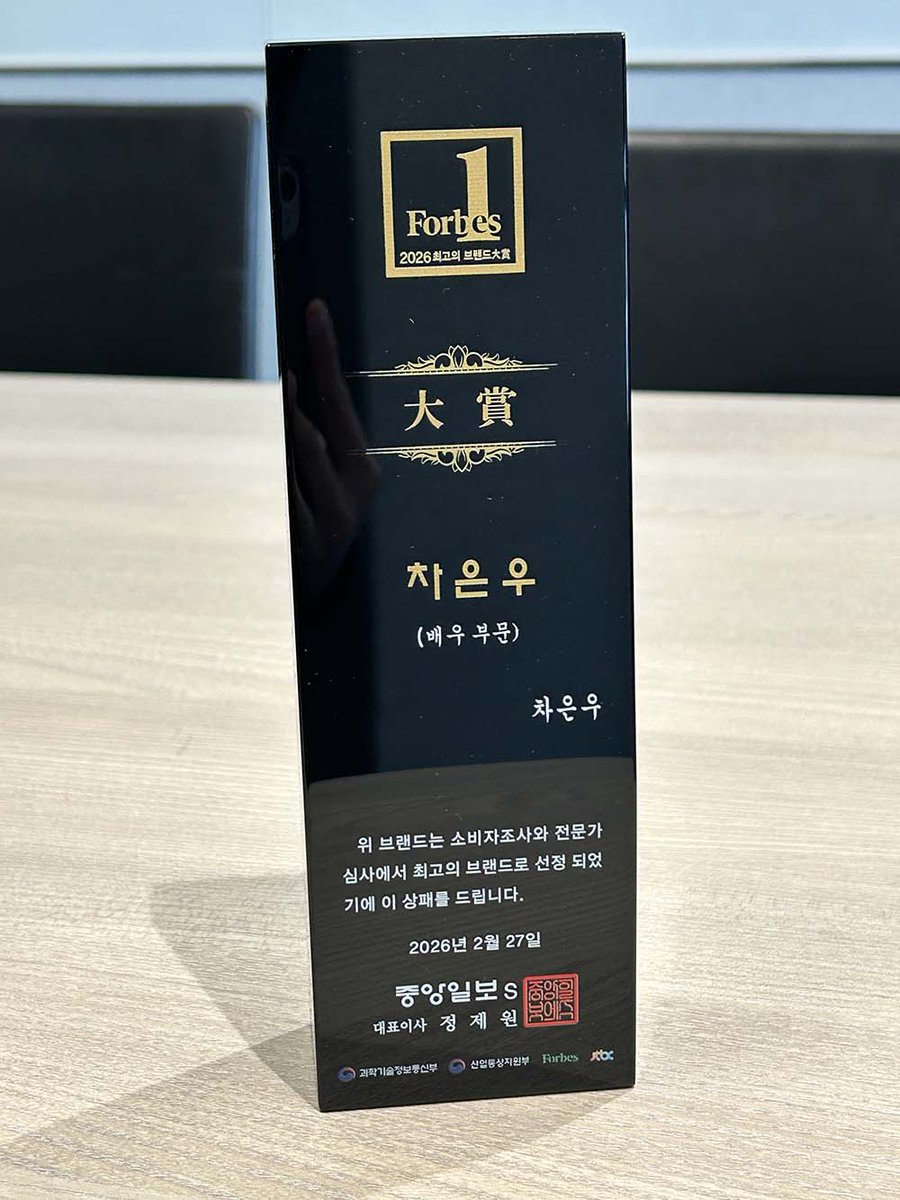 1
Forbes
2026 최고의 브랜드大賞
大賞
차은우
(배우 부문)
차은우
위 브랜드는 소비자조사와 전문가
심사에서 최고의 브랜드로 선정 되었
기에 이 상패를 드립니다.
2026년 2월 27일
중앙일보 S
대표이사 정제원
과학기술정보통신부 산업통상지원부 Forbes jtbc